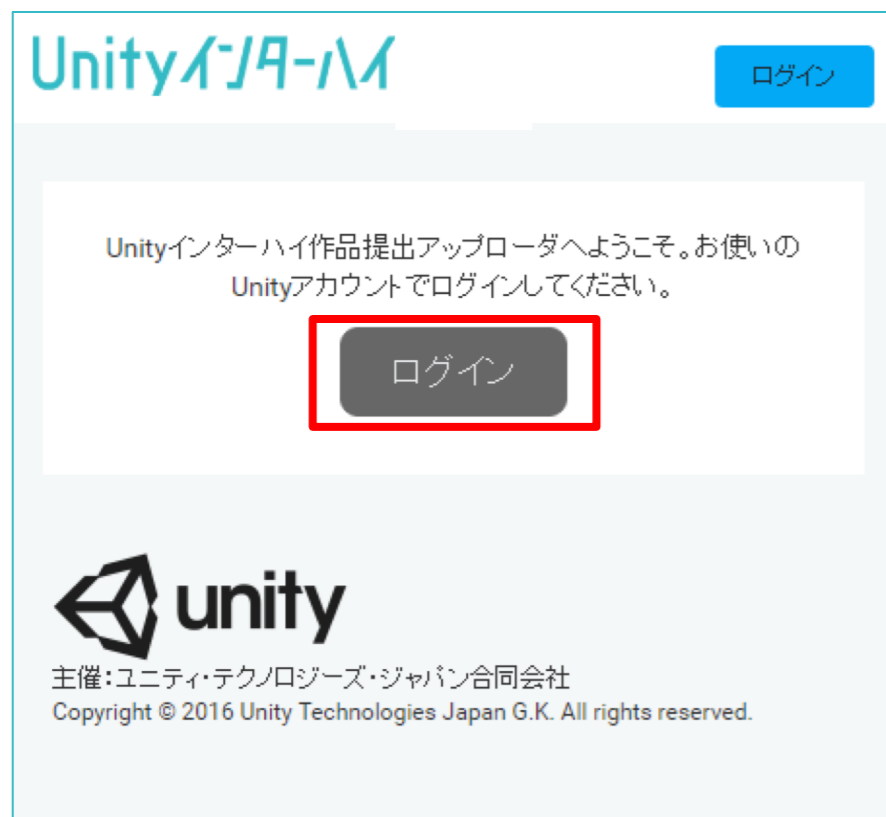 Unityインターハイ
ログイン
Unityインターハイ作品提出アップローダへようこそ。お使いの
Unityアカウントでログインしてください。
ログイン
unity
主催：ユニティ・テクノロジーズ・ジャパン合同会社
Copyright © 2016 Unity Technologies Japan G.K. All rights reserved.